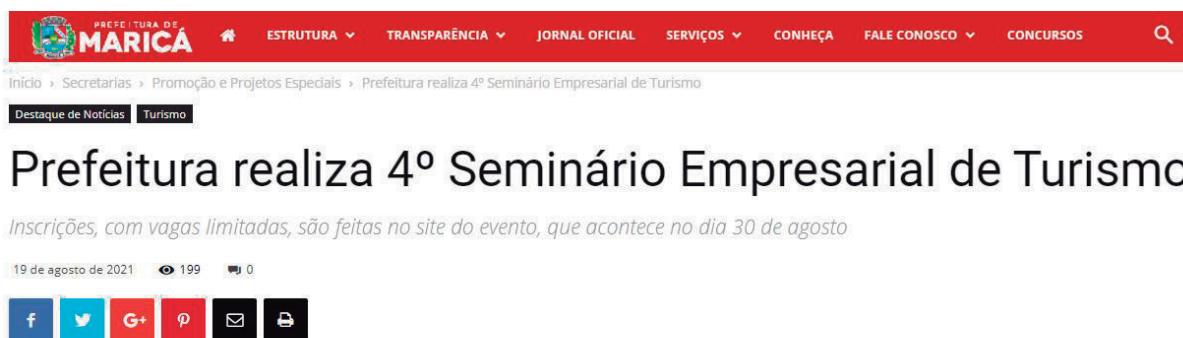 PREFEITURA DE
MARICÁ
ESTRUTURA TRANSPARÊNCIA JORNAL OFICIAL SERVIÇOS CONHEÇA FALE CONOSCO CONCURSOS
Início › Secretarias › Promoção e Projetos Especiais › Prefeitura realiza 4º Seminário Empresarial de Turismo
Destaque de Notícias Turismo
Prefeitura realiza 4º Seminário Empresarial de Turismo
Inscrições, com vagas limitadas, são feitas no site do evento, que acontece no dia 30 de agosto
19 de agosto de 2021 199 0
f G+